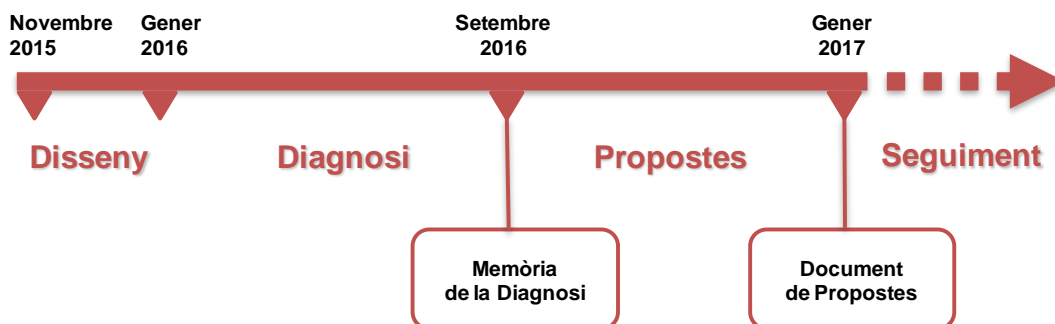 Novembre
2015
Gener
2016
Setembre
2016
Gener
2017
Disseny
Diagnosi
Propostes
Seguiment
Memòria
de la Diagnosi
Document
de Propostes